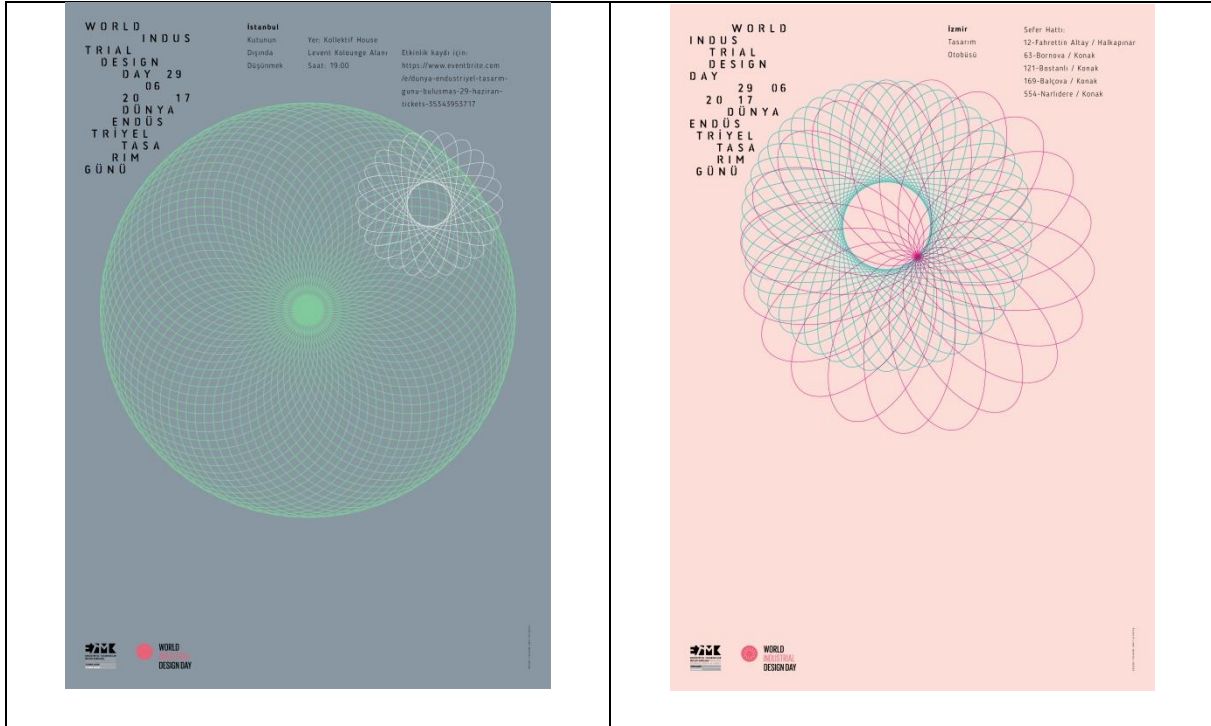 WORLD
INDUS
TRIAL
DESIGN
DAY 29
06
20 17
DÜNYA
ENDÜS
TRİYEL
TASA
RIM
GÜNÜ
İstanbul
Kutunun
Dışında
Düşünmek
Yer: Kollektif House
Levent Kolounge Alanı
Saat: 19:00
Etkinlik kaydı için:
https://www.eventbrite.com
/e/dunya-endustriyel-tasarm-
gunu-bulusmas-29-haziran-
tickets-35343953717
WORLD
INDUSTRIAL
DESIGN DAY
WORLD
INDUS
TRIAL
DESIGN
DAY
29 06
20 17
DÜNYA
ENDÜS
TRİYEL
TASA
RIM
GÜNÜ
İzmir
Tasarım
Otobüsü
Sefer Hattı:
12-Fahrettin Altay / Halkapınar
63-Bornova / Konak
121-Bostanlı / Konak
169-Balçova / Konak
554-Narlıdere / Konak
WORLD
INDUSTRIAL
DESIGN DAY